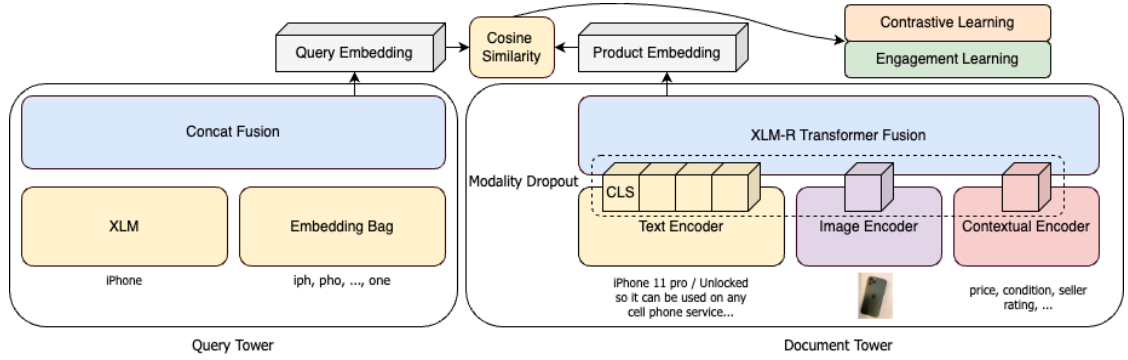 Query Embedding
Cosine
Similarity
Product Embedding
Contrastive Learning
Engagement Learning
Concat Fusion
XLM
Embedding Bag
iPhone
iph, pho, ..., one
Query Tower
XLM-R Transformer Fusion
Modality Dropout
CLS
Text Encoder
Image Encoder
Contextual Encoder
iPhone 11 pro / Unlocked
so it can be used on any
cell phone service...
price, condition, seller
rating, ...
Document Tower